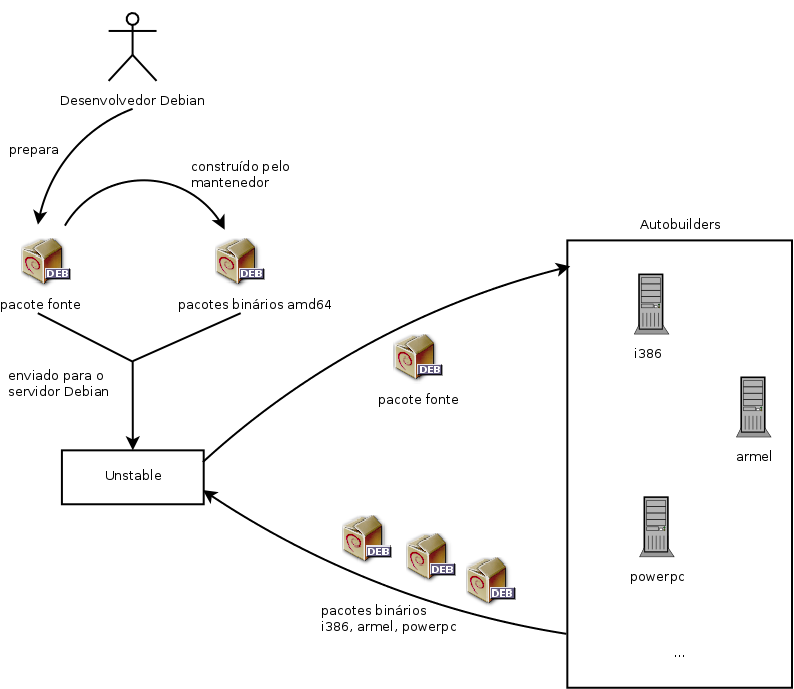 Desenvolvedor Debian
prepara
construído pelo
mantenedor
DEB
DEB
pacote fonte
pacotes binários amd64
enviado para o
servidor Debian
Unstable
DEB
pacote fonte
DEB
DEB
DEB
pacotes binários
i386, armel, powerpc
Autobuilders
i386
armel
powerpc
...